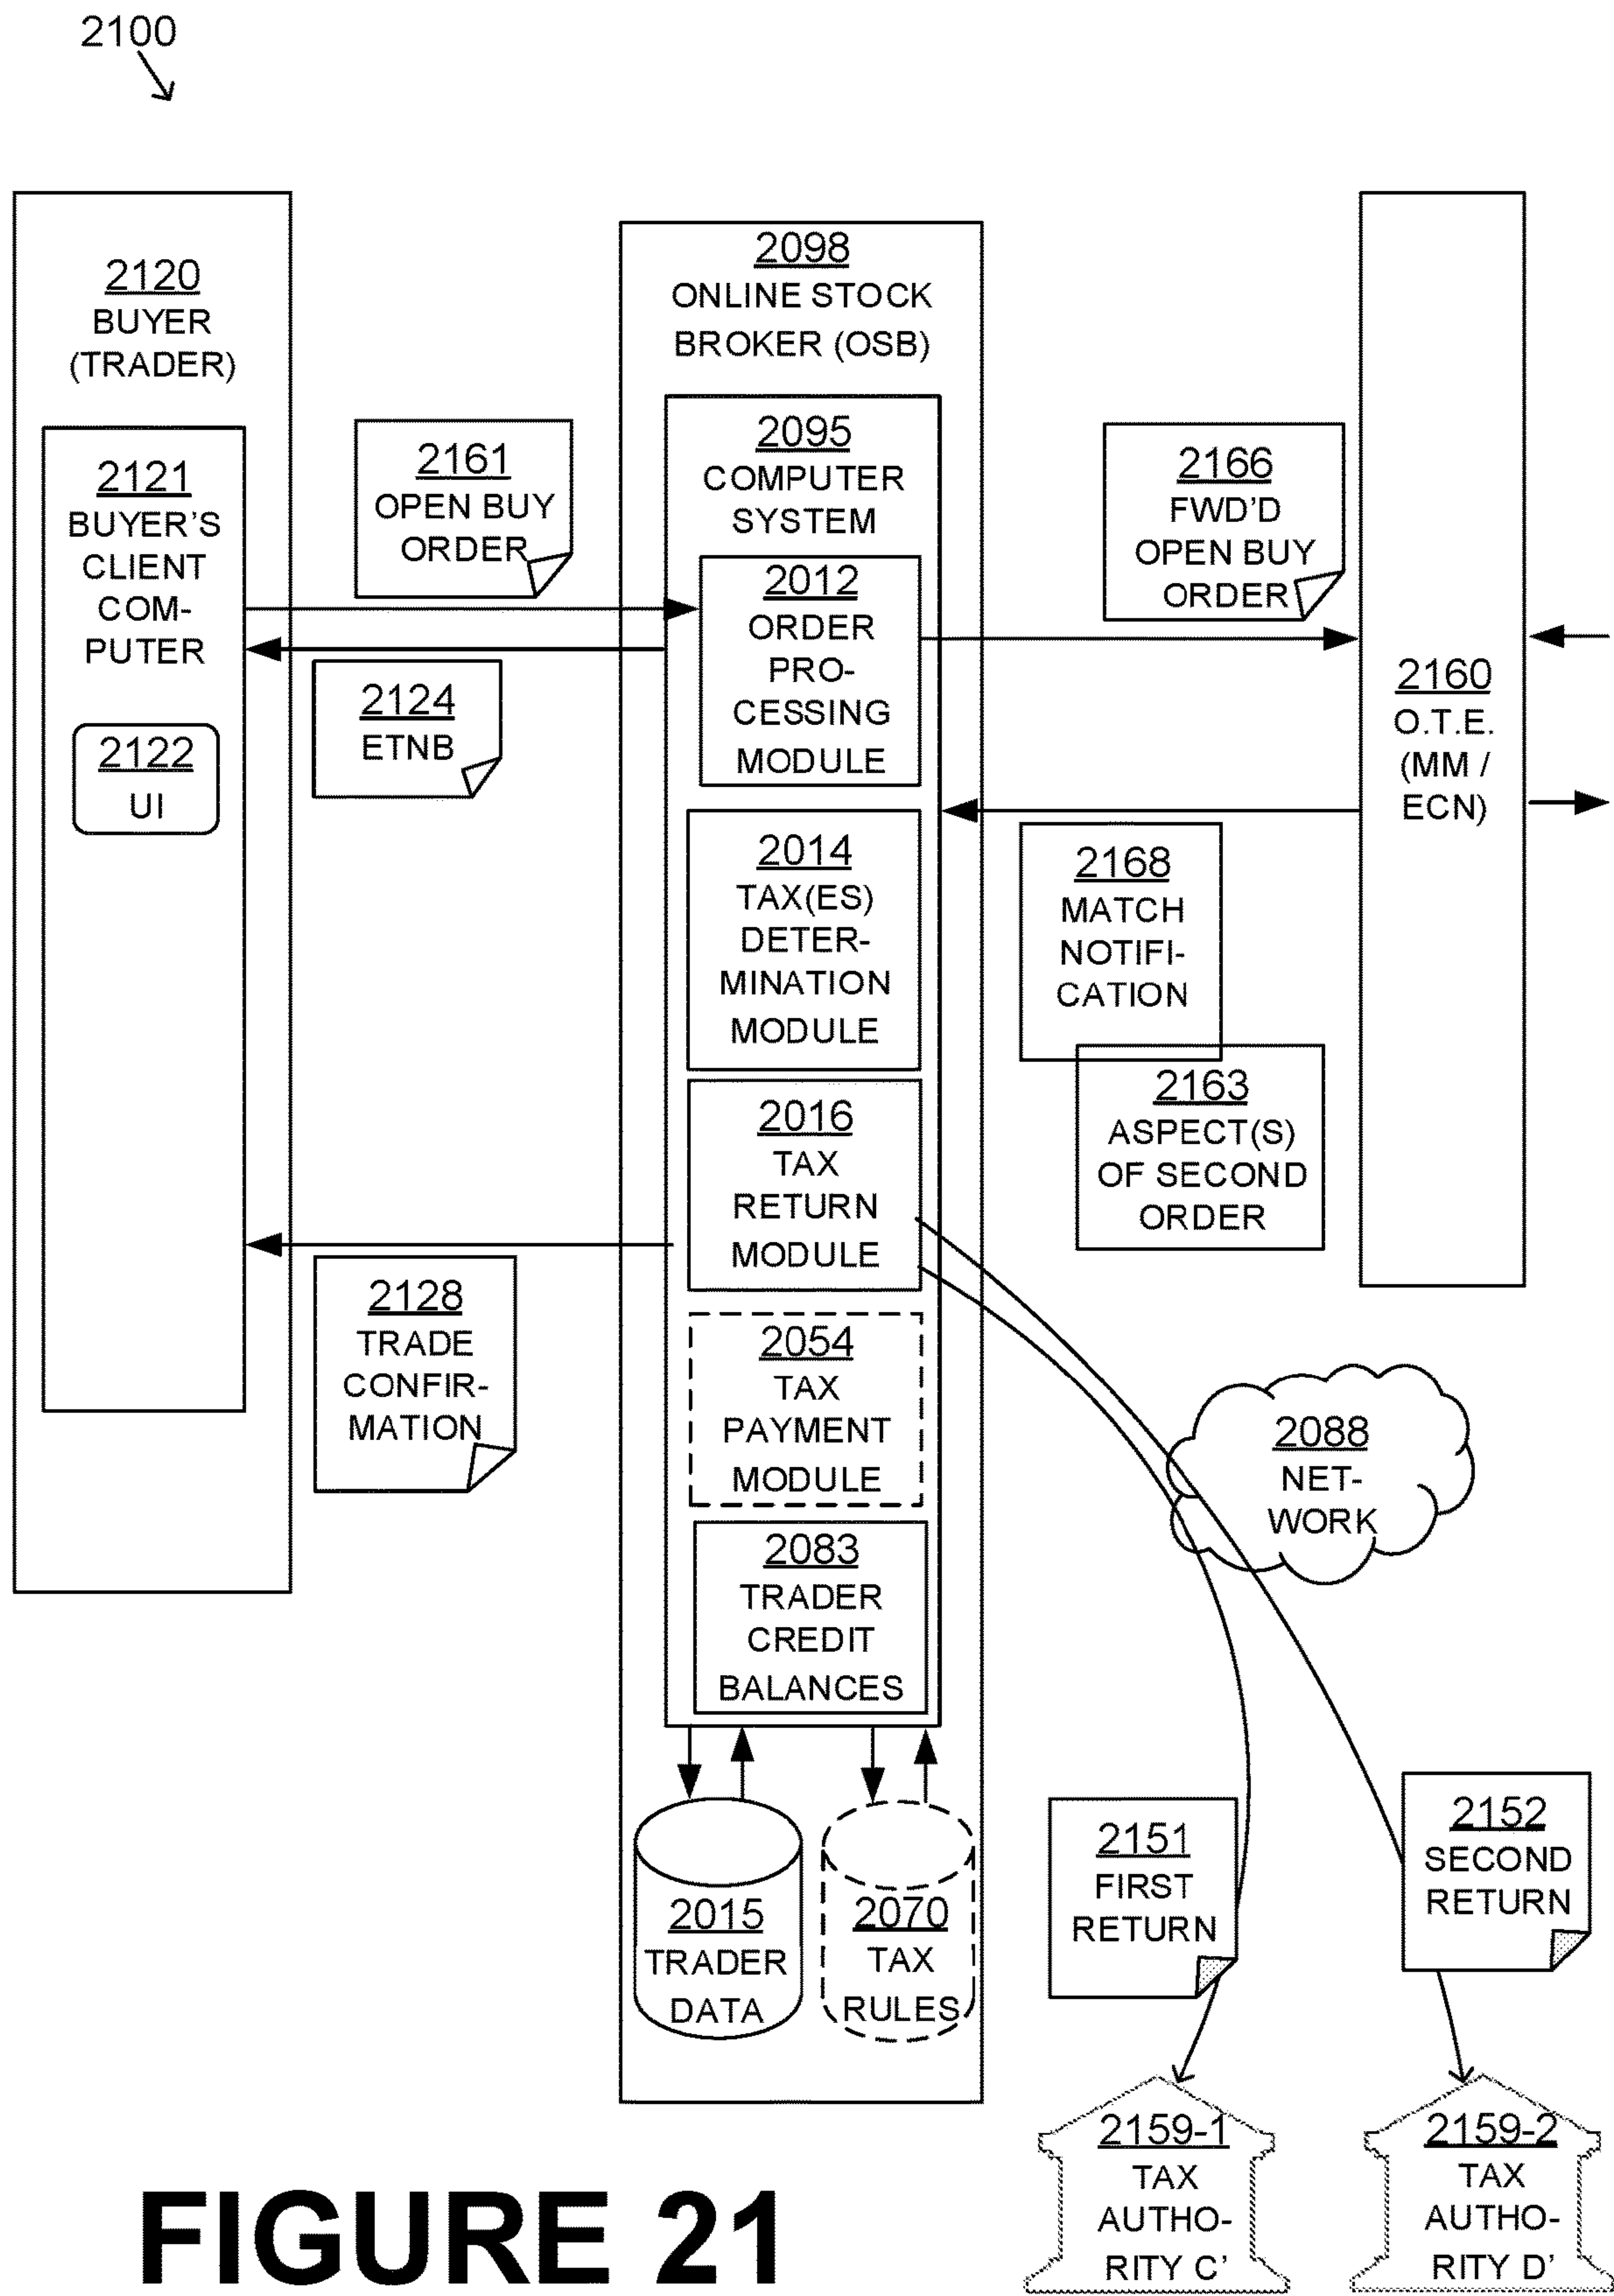 2100
2120
BUYER
(TRADER)
2121
BUYER'S
CLIENT
COM-
PUTER
2122
UI
2161
OPEN BUY
ORDER
2124
ETNB
2128
TRADE
CONFIR-
MATION
2098
ONLINE STOCK
BROKER (OSB)
2095
COMPUTER
SYSTEM
2012
ORDER
PRO-
CESSING
MODULE
2014
TAX(ES)
DETER-
MINATION
MODULE
2016
TAX
RETURN
MODULE
2054
TAX
PAYMENT
MODULE
2083
TRADER
CREDIT
BALANCES
2015
TRADER
DATA
2070
TAX
RULES
2166
FWD'D
OPEN BUY
ORDER
2168
MATCH
NOTIFI-
CATION
2163
ASPECT(S)
OF SECOND
ORDER
2160
O.T.E.
(MM /
ECN)
2088
NET-
WORK
2151
FIRST
RETURN
2152
SECOND
RETURN
2159-1
TAX
AUTHO-
RITY C'
2159-2
TAX
AUTHO-
RITY D'
FIGURE 21